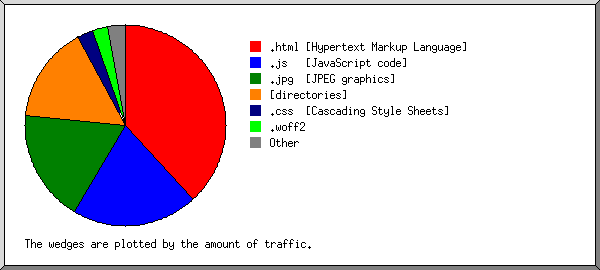 .html [Hypertext Markup Language]
.js [JavaScript code]
.jpg [JPEG graphics]
[directories]
.css [Cascading Style Sheets]
.woff2
Other
The wedges are plotted by the amount of traffic.